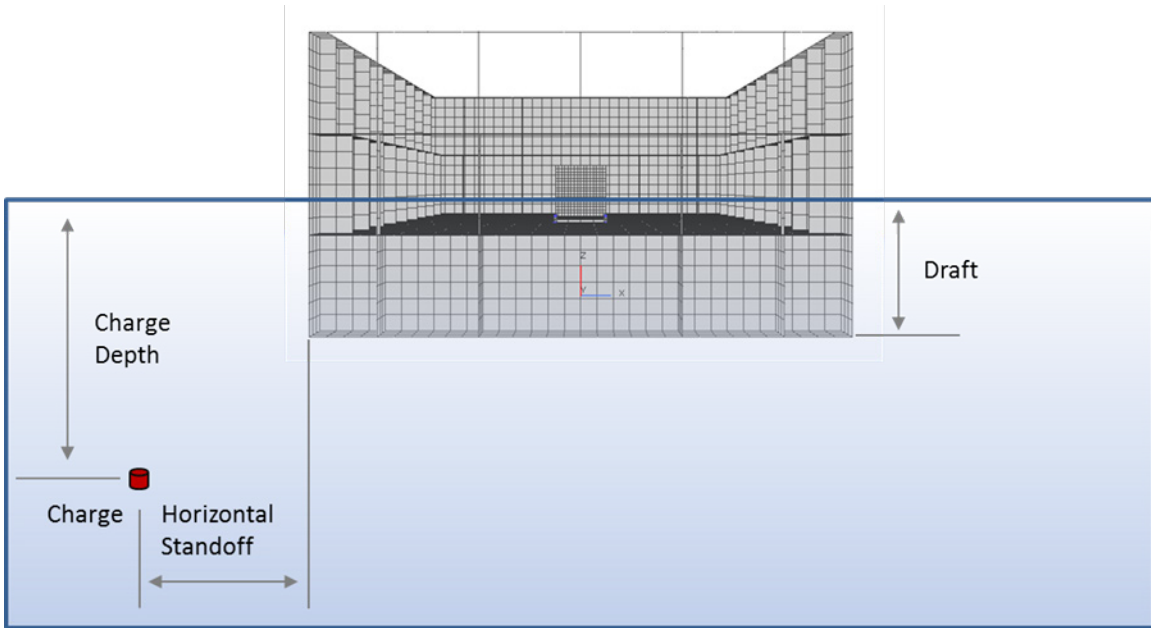 z
Y
x
Draft
Charge
Depth
Charge
Horizontal
Standoff